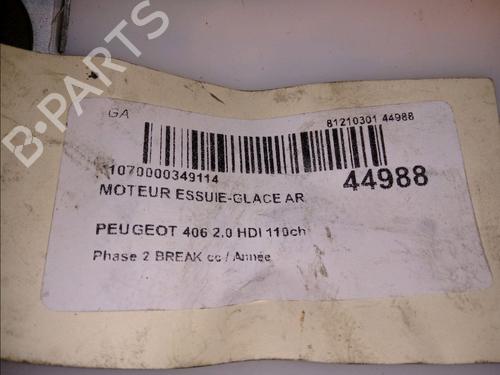 GA
81210301 44988
1070000349114
44988
MOTEUR ESSUIE-GLACE AR
PEUGEOT 406 2.0 HDI 110ch
Phase 2 BREAK cc / Année
B-PARTS